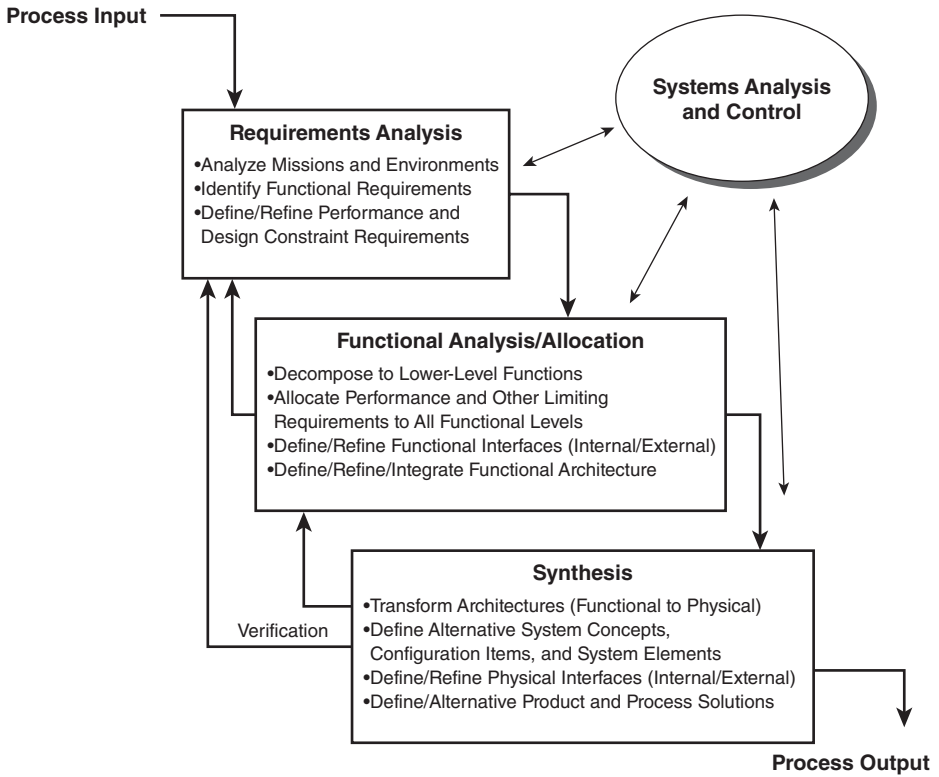 Process Input
Systems Analysis
and Control
Requirements Analysis
•Analyze Missions and Environments
•Identify Functional Requirements
•Define/Refine Performance and
Design Constraint Requirements
Functional Analysis/Allocation
•Decompose to Lower-Level Functions
•Allocate Performance and Other Limiting
Requirements to All Functional Levels
•Define/Refine Functional Interfaces (Internal/External)
•Define/Refine/Integrate Functional Architecture
Synthesis
•Transform Architectures (Functional to Physical)
•Define Alternative System Concepts,
Configuration Items, and System Elements
•Define/Refine Physical Interfaces (Internal/External)
•Define/Alternative Product and Process Solutions
Verification
Process Output